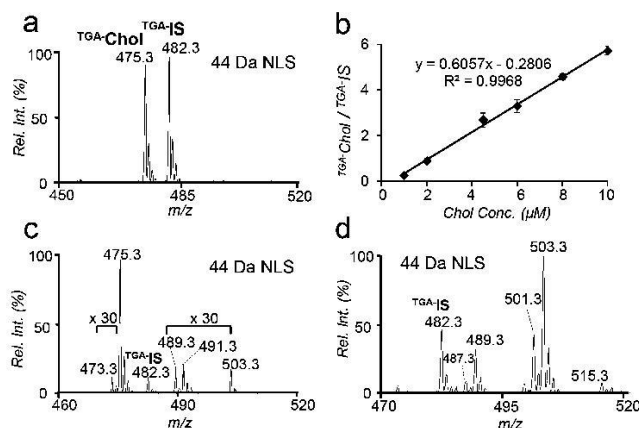 a
TGA-Chol
475.3
TGA-IS
482.3
44 Da NLS
Rel. Int. (%)
100
50
0
450
485
520
m/z
b
y = 0.6057x - 0.2806
R² = 0.9968
TGA-Chol / TGA-IS
6
4
2
0
0
2
4
6
8
10
Chol Conc. (µM)
c
475.3
44 Da NLS
x 30
x 30
TGA-IS
473.3
482.3
489.3
491.3
503.3
Rel. Int. (%)
100
50
0
460
490
520
m/z
d
44 Da NLS
503.3
501.3
TGA-IS
482.3
487.3
489.3
515.3
Rel. Int. (%)
100
50
0
470
495
520
m/z